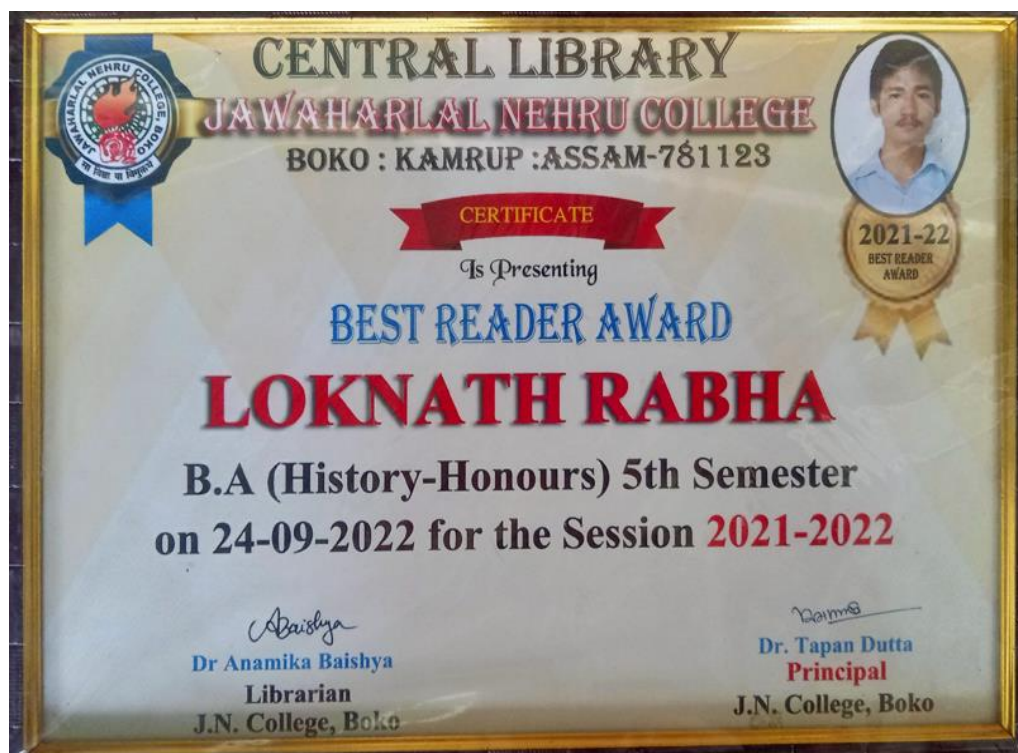 CENTRAL LIBRARY
JAWAHARLAL NEHRU COLLEGE
BOKO : KAMRUP :ASSAM-781123
JAWAHARLAL NEHRU COLLEGE, BOKO
सा विद्या या विमुक्तये
CERTIFICATE
2021-22
BEST READER
AWARD
Is Presenting
BEST READER AWARD
LOKNATH RABHA
B.A (History-Honours) 5th Semester
on 24-09-2022 for the Session 2021-2022
ABaishya
Dr Anamika Baishya
Librarian
J.N. College, Boko
Dr. Tapan Dutta
Principal
J.N. College, Boko